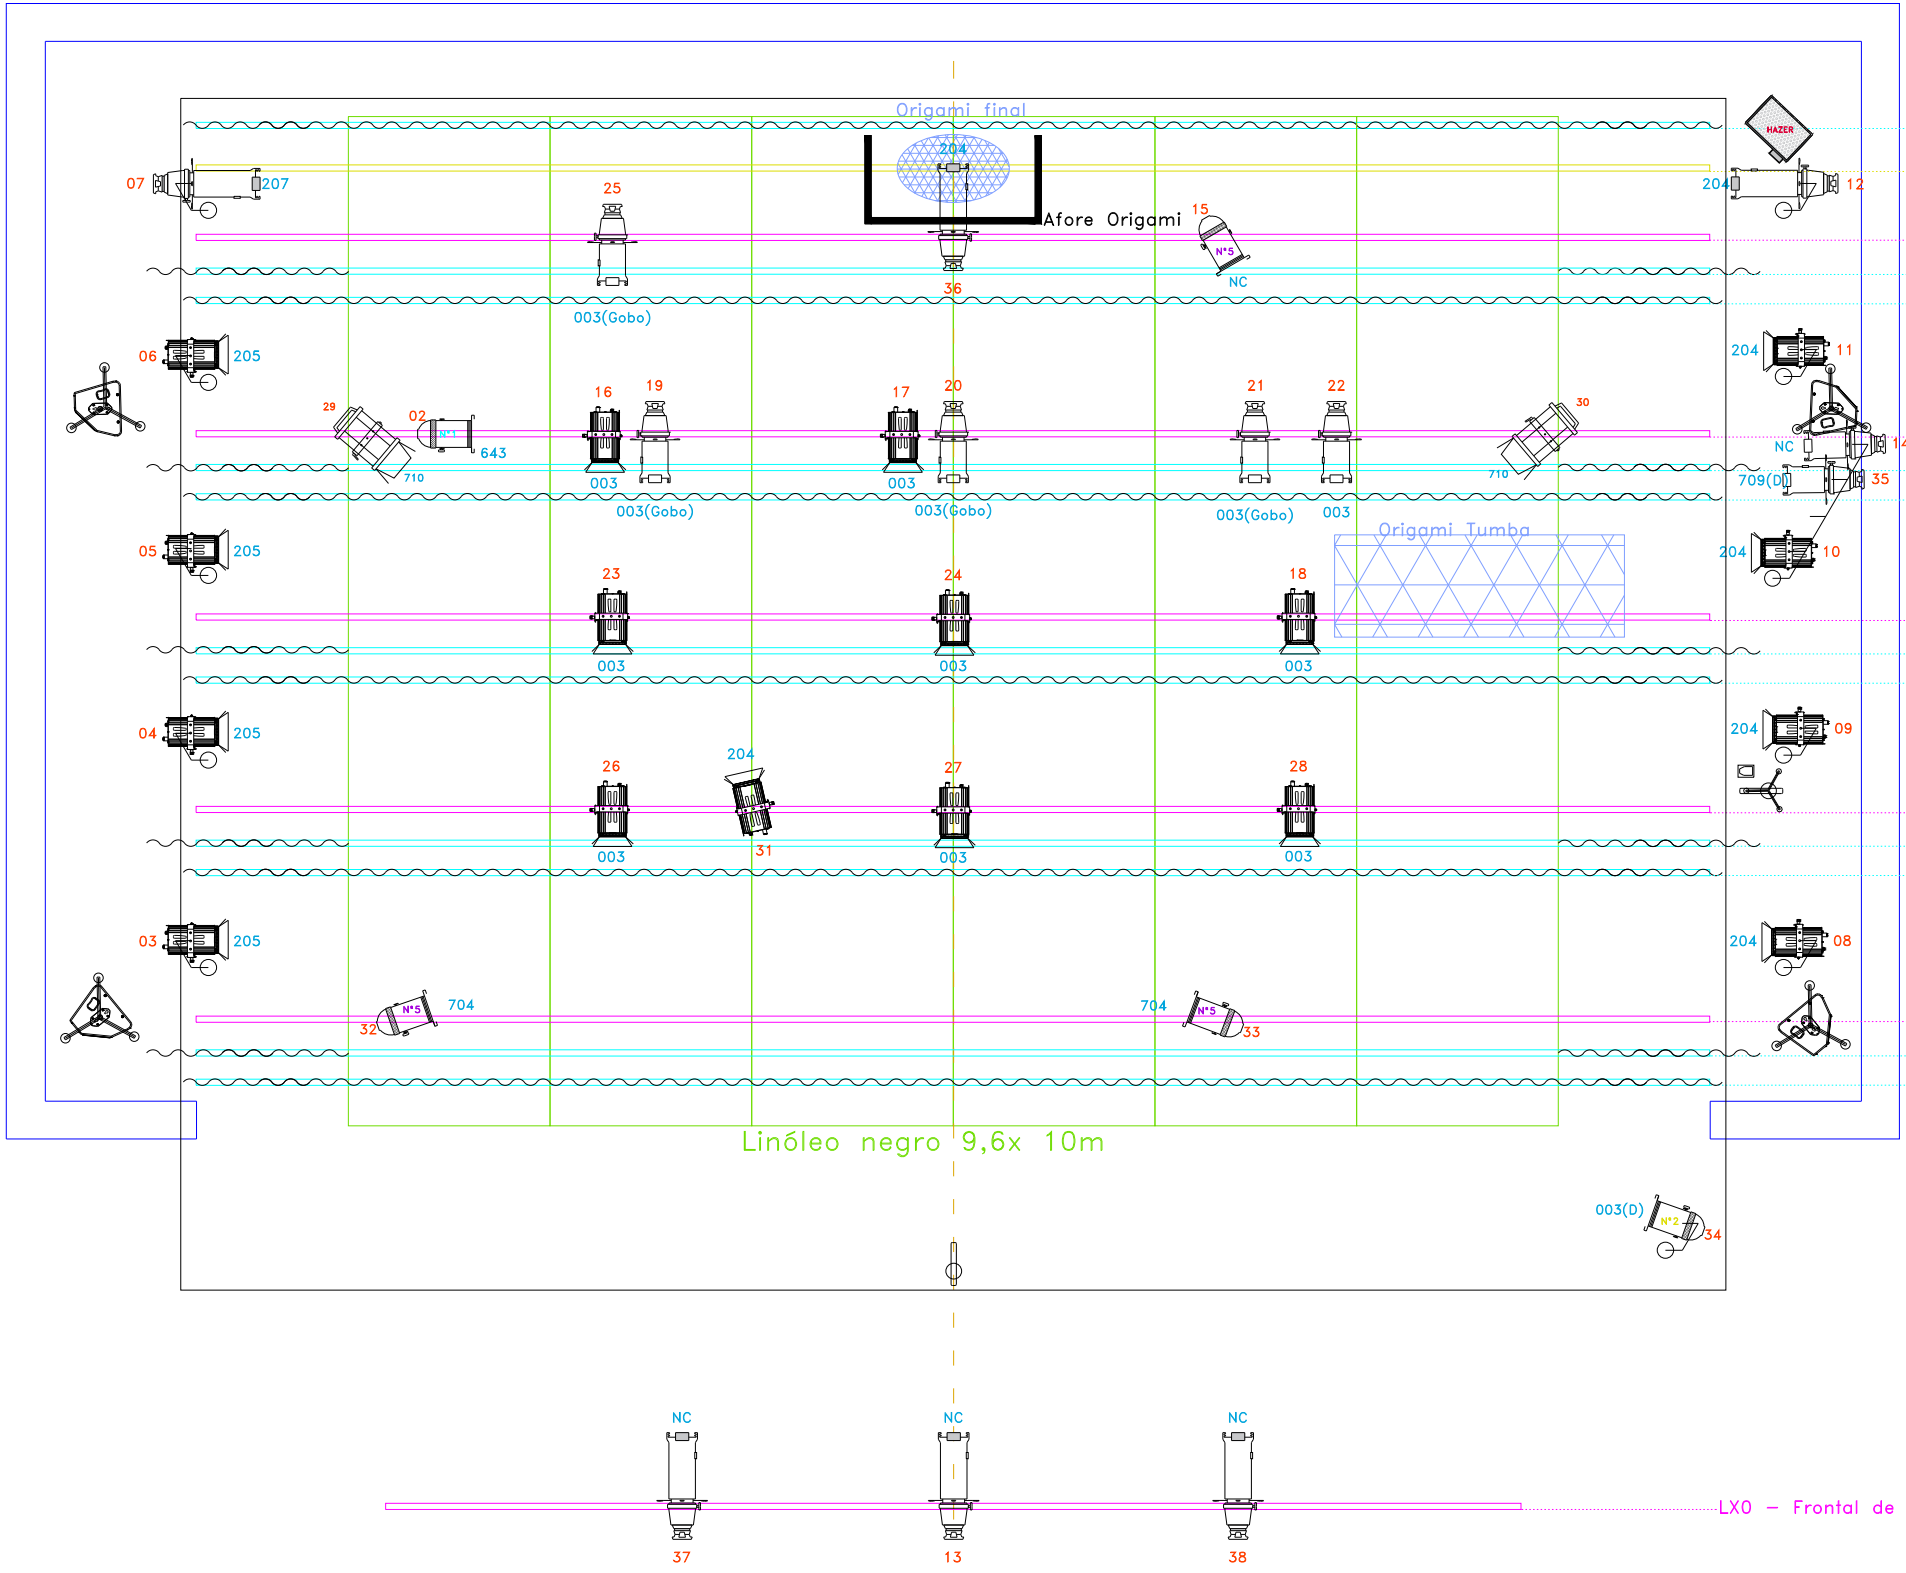 Origami final
HAZER
204
07
207
204
12
25
15
Afore Origami
N°5
NC
36
003(Gobo)
06
205
204
11
29
02
N°1
643
710
16
19
17
20
21
22
30
710
NC
14
709(D)
35
003
003(Gobo)
003
003(Gobo)
003(Gobo)
003
Origami Tumba
05
205
204
10
23
24
18
003
003
003
04
205
204
09
204
26
27
28
31
003
003
003
03
205
204
08
N°5
704
32
704
N°5
33
Linóleo negro 9,6x 10m
003(D)
N°2
34
NC
NC
NC
LX0 - Frontal de
37
13
38